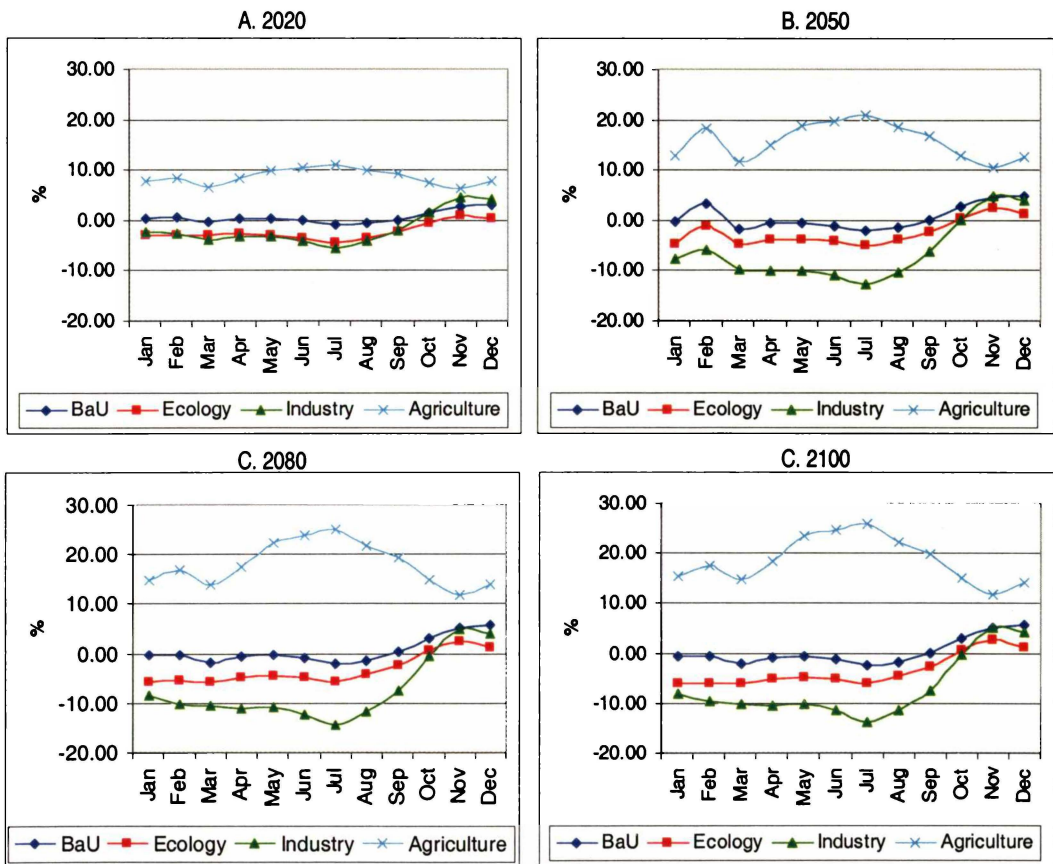 A. 2020
30.00
20.00
10.00
0.00
-10.00
-20.00
%
Jan Feb Mar Apr May Jun Jul Aug Sep Oct Nov Dec
BaU Ecology Industry Agriculture
B. 2050
30.00
20.00
10.00
0.00
-10.00
-20.00
%
Jan Feb Mar Apr May Jun Jul Aug Sep Oct Nov Dec
BaU Ecology Industry Agriculture
C. 2080
30.00
20.00
10.00
0.00
-10.00
-20.00
%
Jan Feb Mar Apr May Jun Jul Aug Sep Oct Nov Dec
BaU Ecology Industry Agriculture
C. 2100
30.00
20.00
10.00
0.00
-10.00
-20.00
%
Jan Feb Mar Apr May Jun Jul Aug Sep Oct Nov Dec
BaU Ecology Industry Agriculture